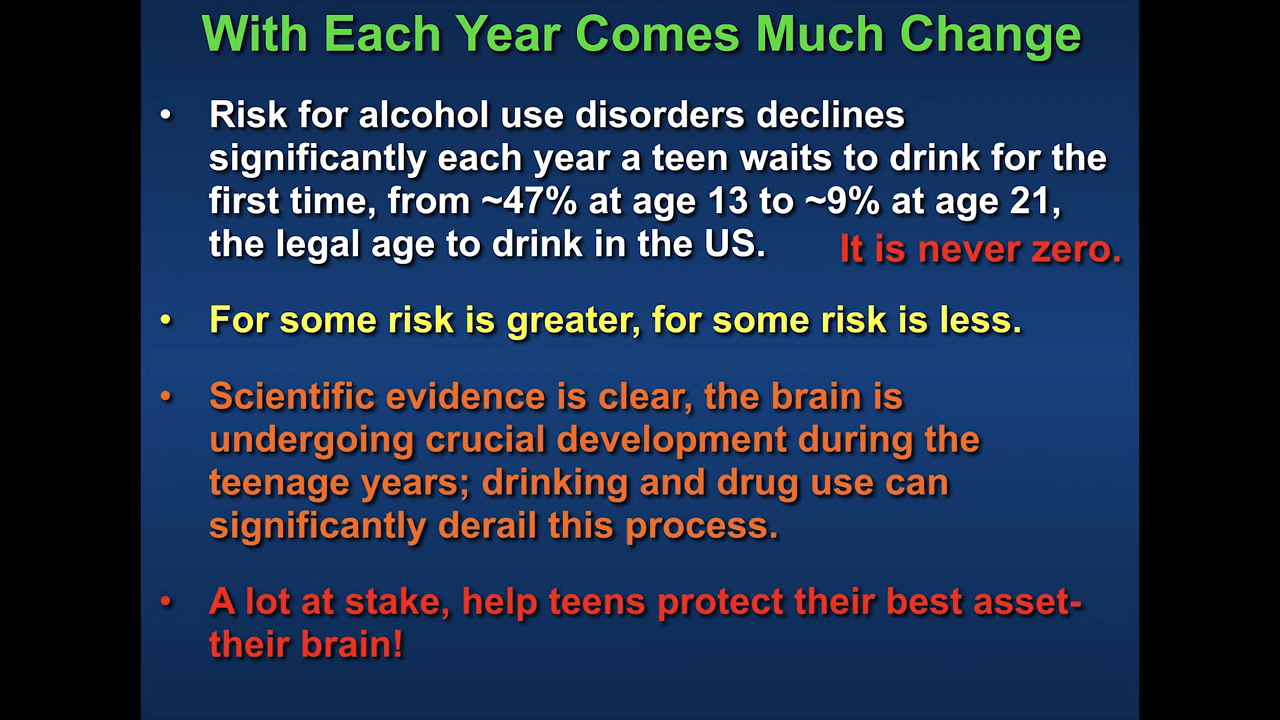 With Each Year Comes Much Change
• Risk for alcohol use disorders declines
significantly each year a teen waits to drink for the
first time, from ~47% at age 13 to ~9% at age 21,
the legal age to drink in the US. It is never zero.
• For some risk is greater, for some risk is less.
• Scientific evidence is clear, the brain is
undergoing crucial development during the
teenage years; drinking and drug use can
significantly derail this process.
• A lot at stake, help teens protect their best asset-
their brain!